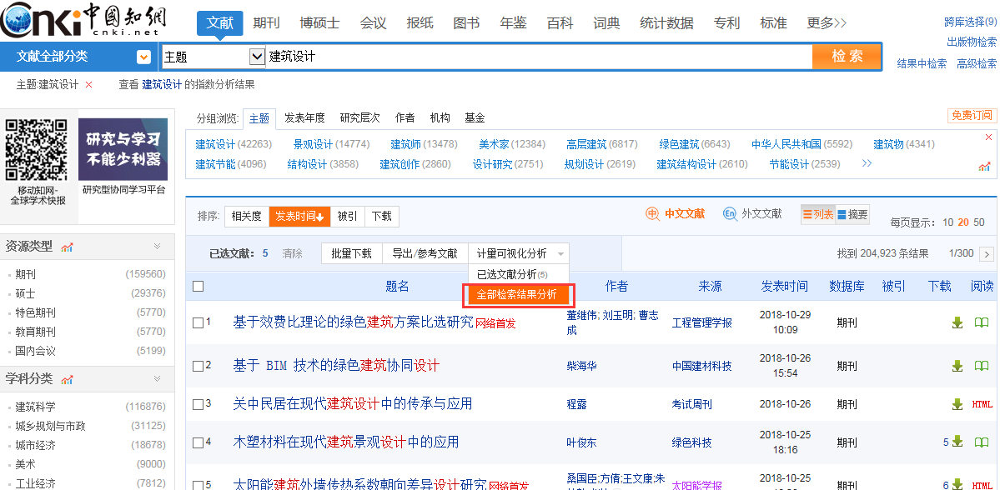 Cnki中國知網
cnki.net
文献 期刊 博硕士 会议 报纸 图书 年鉴 百科 词典 统计数据 专利 标准 更多>>
跨库选择(9)
出版物检索
文献全部分类 主题 建筑设计 检索
结果中检索 高级检索
主题:建筑设计 × 查看 建筑设计 的指数分析结果
研究与学习
不能少利器
移动知网-
全球学术快报
研究型协同学习平台
分组浏览: 主题 发表年度 研究层次 作者 机构 基金
免费订阅
建筑设计(42263) 景观设计(14774) 建筑师(13478) 美术家(12384) 高层建筑(6817) 绿色建筑(6643) 中华人民共和国(5592) 建筑物(4341)
建筑节能(4096) 结构设计(3858) 建筑创作(2860) 设计研究(2751) 规划设计(2619) 建筑结构设计(2610) 节能设计(2539) >>
排序: 相关度 发表时间 被引 下载
中 中文文献 En 外文文献 列表 摘要
每页显示: 10 20 50
已选文献: 5 清除 批量下载 导出/参考文献 计量可视化分析
找到 204,923 条结果 1/300 >
已选文献分析(5)
全部检索结果分析
题名 作者 来源 发表时间 数据库 被引 下载 阅读
1 基于效费比理论的绿色建筑方案比选研究 网络首发 董继伟; 刘玉明; 曹志成 工程管理学报 2018-10-29 10:09 期刊
2 基于 BIM 技术的绿色建筑协同设计 柴海华 中国建材科技 2018-10-26 15:54 期刊
3 关中民居在现代建筑设计中的传承与应用 程露 考试周刊 2018-10-26 期刊 HTML
4 木塑材料在现代建筑景观设计中的应用 叶俊东 绿色科技 2018-10-25 18:16 期刊 5
5 太阳能建筑外墙传热系数朝向差异设计研究 网络首发 桑国臣;方倩;王文康;朱 太阳能学报 2018-10-25 期刊 6 HTML
资源类型
期刊 (159560)
硕士 (29376)
特色期刊 (5770)
教育期刊 (5770)
国内会议 (5199)
学科分类
建筑科学 (116876)
城乡规划与市政 (31125)
城市经济 (18678)
美术 (9000)
工业经济 (7812)